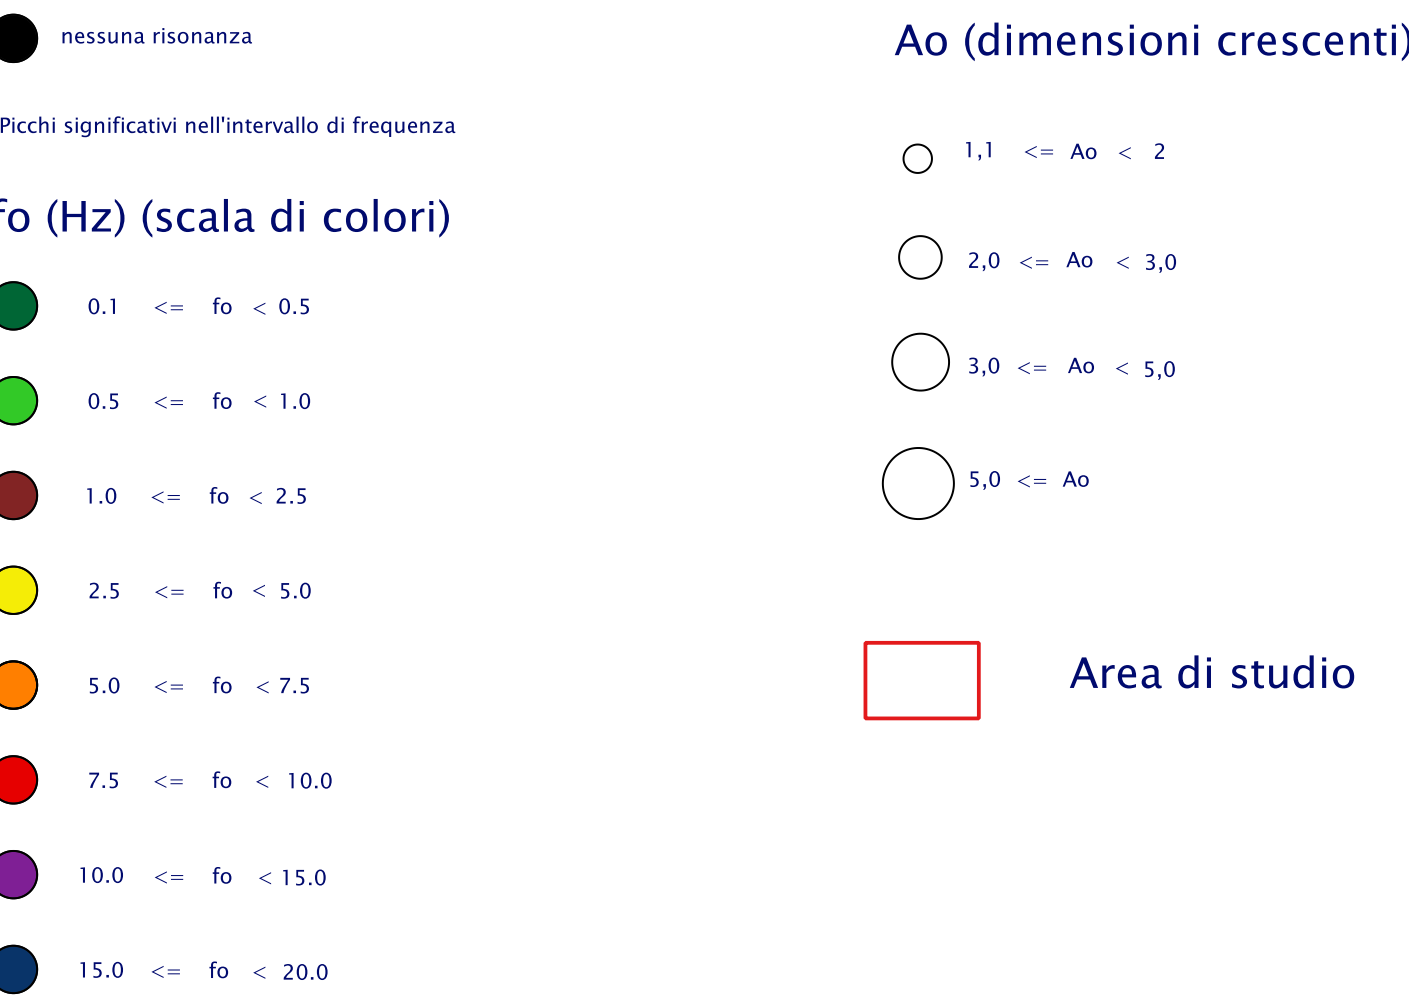 nessuna risonanza
Picchi significativi nell'intervallo di frequenza
fo (Hz) (scala di colori)
0.1 <= fo < 0.5
0.5 <= fo < 1.0
1.0 <= fo < 2.5
2.5 <= fo < 5.0
5.0 <= fo < 7.5
7.5 <= fo < 10.0
10.0 <= fo < 15.0
15.0 <= fo < 20.0
Ao (dimensioni crescenti)
1,1 <= Ao < 2
2,0 <= Ao < 3,0
3,0 <= Ao < 5,0
5,0 <= Ao
Area di studio